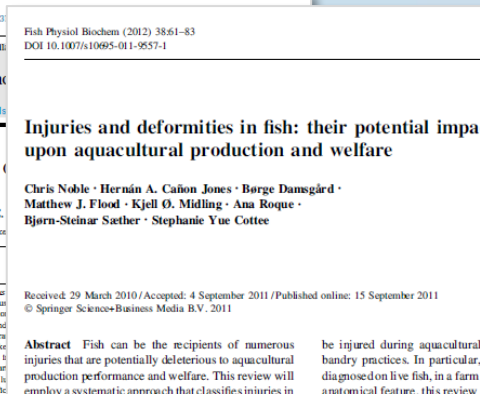 Fish Physiol Biochem (2012) 38:61–83
DOI 10.1007/s10695-011-9557-1
Injuries and deformities in fish: their potential impa
upon aquacultural production and welfare
Chris Noble · Hernán A. Cañon Jones · Børge Damsgård ·
Matthew J. Flood · Kjell Ø. Midling · Ana Roque ·
Bjørn-Steinar Sæther · Stephanie Yue Cottee
Received: 29 March 2010 / Accepted: 4 September 2011 / Published online: 15 September 2011
© Springer Science+Business Media B.V. 2011
Abstract Fish can be the recipients of numerous
injuries that are potentially deleterious to aquacultural
production performance and welfare. This review will
employ a systematic approach that classifies injuries in
be injured during aquacultural
bandry practices. In particular,
diagnosed on live fish, in a farm
anatomical feature, this review